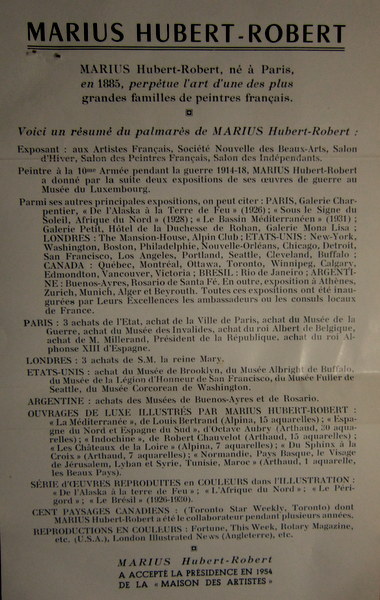 MARIUS HUBERT-ROBERT
MARIUS Hubert-Robert, né à Paris,
en 1885, perpétue l'art d'une des plus
grandes familles de peintres français.
Voici un résumé du palmarès de MARIUS Hubert-Robert :
Exposant : aux Artistes Français, Société Nouvelle des Beaux-Arts, Salon
d'Hiver, Salon des Peintres Français, Salon des Indépendants.
Peintre à la 10me Armée pendant la guerre 1914-18, MARIUS Hubert-Robert
a donné par la suite deux expositions de ses œuvres de guerre au
Musée du Luxembourg.
Parmi ses autres principales expositions, on peut citer : PARIS, Galerie Char-
pentier, « De l'Alaska à la Terre de Feu » (1926) ; « Sous le Signe du
Soleil, Afrique du Nord » (1928) ; « Le Bassin Méditerranéen » (1931) ;
Galerie Petit, Hôtel de la Duchesse de Rohan, Galerie Mona Lisa ;
LONDRES : The Mansion-House, Alpin Club ; ETATS-UNIS : New-York,
Washington, Boston, Philadelphie, Nouvelle-Orléans, Chicago, Detroit,
San Francisco, Los Angeles, Portland, Seattle, Cleveland, Buffalo ;
CANADA : Québec, Montréal, Ottawa, Toronto, Winnipeg, Calgary,
Edmondton, Vancouver, Victoria ; BRESIL : Rio de Janeiro ; ARGENTI-
NE : Buenos-Ayres, Rosario de Santa Fé. En outre, exposition à Athènes,
Zurich, Munich, Alger et Beyrouth. Toutes ces expositions ont été inau-
gurées par Leurs Excellences les ambassadeurs ou les consuls locaux
de France.
PARIS : 3 achats de l'Etat, achat de la Ville de Paris, achat du Musée de la
Guerre, achat du Musée des Invalides, achat du roi Albert de Belgique,
achat de M. Millerand, Président de la République, achat du roi Al-
phonse XIII d'Espagne.
LONDRES : 3 achats de S.M. la reine Mary.
ETATS-UNIS : achat du Musée de Brooklyn, du Musée Albright de Buffalo,
du Musée de la Légion d'Honneur de San Francisco, du Musée Fuller de
Seattle, du Musée Corcorean de Washington.
ARGENTINE : achats des Musées de Buenos-Ayres et de Rosario.
OUVRAGES DE LUXE ILLUSTRÉS PAR MARIUS HUBERT-ROBERT :
« La Méditerranée », de Louis Bertrand (Alpina, 15 aquarelles) ; « Espa-
gne du Nord et Espagne du Sud », d'Octave Aubry (Arthaud, 30 aqua-
relles) ; « Indochine », de Robert Chauvelot (Arthaud, 15 aquarelles) ;
« Les Châteaux de la Loire » (Alpina, 7 aquarelles) ; « Du Sphinx à la
Croix » (Arthaud, 7 aquarelles) ; « Normandie, Pays Basque, le Visage
de Jérusalem, Lyban et Syrie, Tunisie, Maroc » (Arthaud, 1 aquarelle,
les Beaux Pays).
SÉRIE d'ŒUVRES REPRODUITES en COULEURS dans l'ILLUSTRATION :
« De l'Alaska à la terre de Feu » ; « L'Afrique du Nord » ; « Le Péri-
gord » ; « Le Brésil » (1926-1930).
CENT PAYSAGES CANADIENS : (Toronto Star Weekly, Toronto) dont
MARIUS Hubert-Robert a été le collaborateur pendant plusieurs années.
REPRODUCTIONS EN COULEURS : Fortune, This Week, Rotary Magazine,
etc. (U.S.A.), London Illustrated News (Angleterre), etc.
MARIUS Hubert-Robert
A ACCEPTÉ LA PRÉSIDENCE EN 1954
DE LA "MAISON DES ARTISTES"